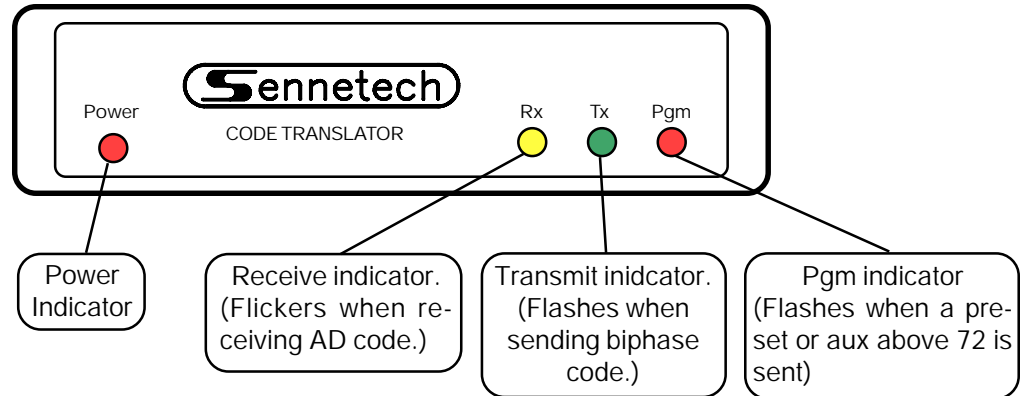 Sennetech
Power
Rx Tx Pgm
CODE TRANSLATOR
Power
Indicator
Receive indicator.
(Flickers when re-
ceiving AD code.)
Transmit inidcator.
(Flashes when
sending biphase
code.)
Pgm indicator
(Flashes when a pre-
set or aux above 72 is
sent)